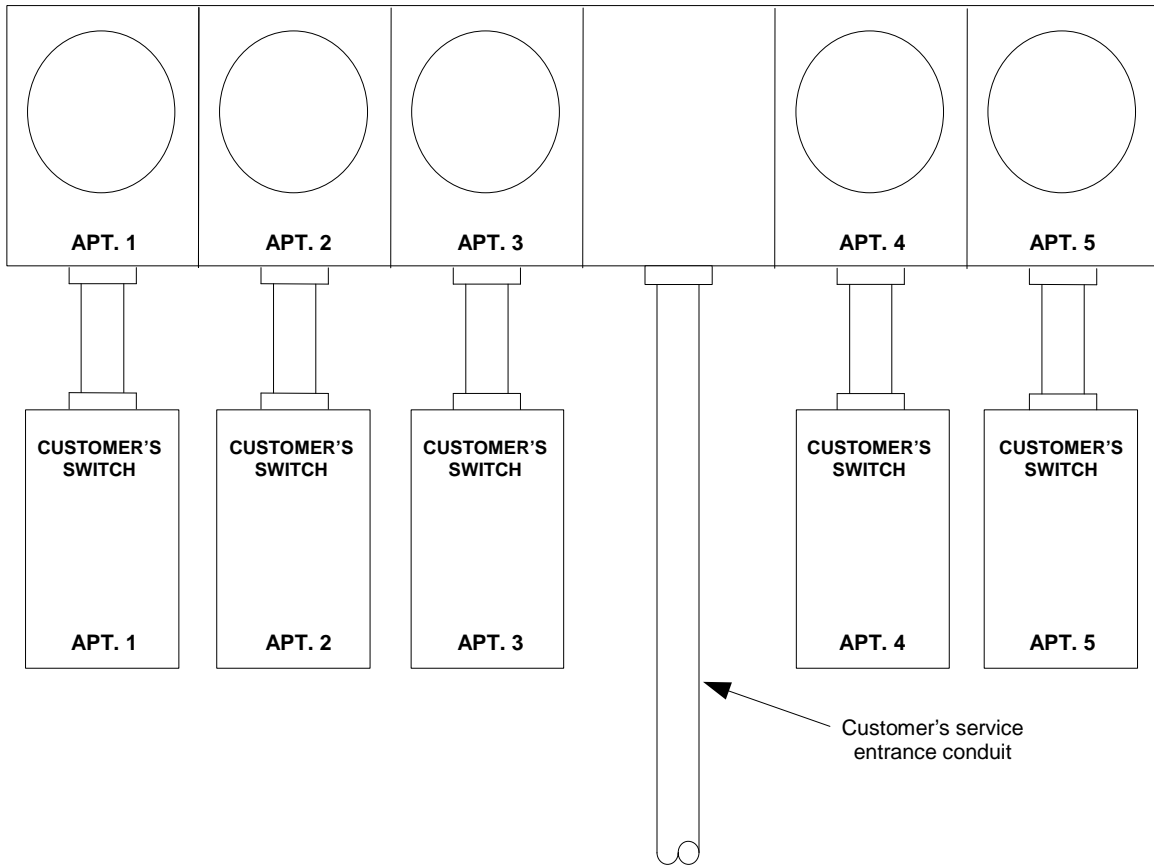 APT. 1
APT. 2
APT. 3
APT. 4
APT. 5
CUSTOMER’S
SWITCH
APT. 1
CUSTOMER’S
SWITCH
APT. 2
CUSTOMER’S
SWITCH
APT. 3
CUSTOMER’S
SWITCH
APT. 4
CUSTOMER’S
SWITCH
APT. 5
Customer’s service
entrance conduit